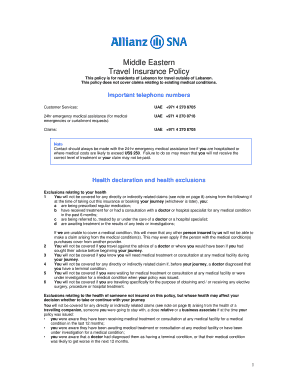 Allianz SNA
Middle Eastern
Travel Insurance Policy
This policy is for residents of Lebanon for travel outside of Lebanon.
This policy does not cover claims relating to existing medical conditions.
Important telephone numbers
Customer Services: UAE +971 4 270 8705
24hr emergency medical assistance (for medical UAE +971 4 270 8718
emergencies or curtailment requests):
Claims: UAE +971 4 270 8705
Note
Contact should always be made with the 24-hr emergency medical assistance line if you are hospitalised or
where medical costs are likely to exceed US$ 250. Failure to do so may mean that you will not receive the
correct level of treatment or your claim may not be paid.
Health declaration and health exclusions
Exclusions relating to your health
1 You will not be covered for any directly or indirectly related claims (see note on page 8) arising from the following if
at the time of taking out this insurance or booking your journey (whichever is later), you:
a are being prescribed regular medication;
b have received treatment for or had a consultation with a doctor or hospital specialist for any medical condition
in the past 6 months;
c are being referred to, treated by or under the care of a doctor or a hospital specialist;
d are awaiting treatment or the results of any tests or investigations;
If we are unable to cover a medical condition, this will mean that any other person insured by us will not be able to
make a claim arising from the medical condition(s). This may even apply if the person with the medical condition(s)
purchases cover from another provider.
2 You will not be covered if you travel against the advice of a doctor or where you would have been if you had
sought their advice before beginning your journey.
3 You will not be covered if you know you will need treatment or consultation at any medical facility during
your journey.
4 You will not be covered for any directly or indirectly related claim if, before your journey, a doctor diagnosed that
you have a terminal condition.
5 You will not be covered if you were waiting for medical treatment or consultation at any medical facility or were
under investigation for a medical condition when your policy was issued.
6 You will not be covered if you are travelling specifically for the purpose of obtaining and / or receiving any elective
surgery, procedure or hospital treatment.
Exclusions relating to the health of someone not insured on this policy, but whose health may affect your
decision whether to take or continue with your journey.
You will not be covered for any directly or indirectly related claims (see note on page 8) arising from the health of a
travelling companion, someone you were going to stay with, a close relative or a business associate if at the time your
policy was issued:
• you were aware they have been receiving medical treatment or consultation at any medical facility for a medical
condition in the last 12 months;
• you were aware they have been awaiting medical treatment or consultation at any medical facility or have been
under investigation for a medical condition;
• you were aware that a doctor had diagnosed them as having a terminal condition, or that their medical condition
was likely to get worse in the next 12 months.
1